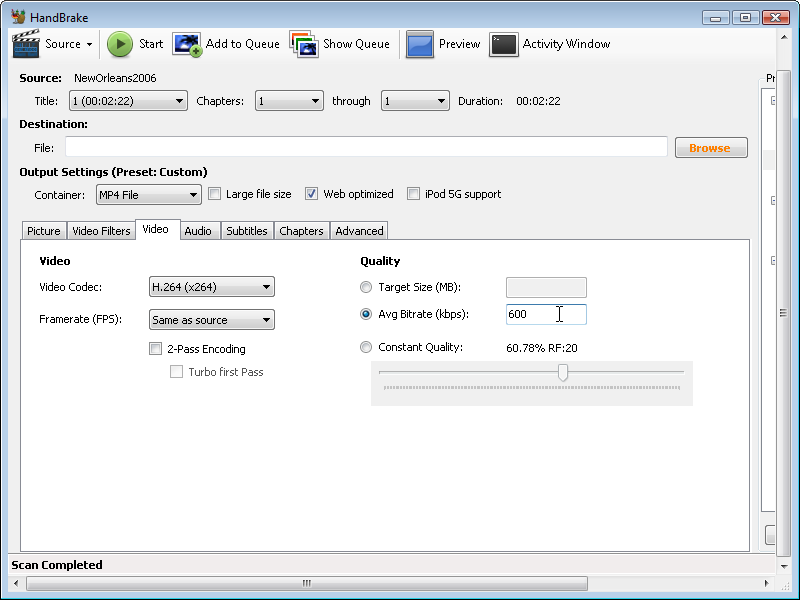 HandBrake
Source Start Add to Queue Show Queue Preview Activity Window
Source: NewOrleans2006
Title: 1 (00:02:22) Chapters: 1 through 1 Duration: 00:02:22
Destination:
File: Browse
Output Settings (Preset: Custom)
Container: MP4 File Large file size Web optimized iPod 5G support
Picture Video Filters Video Audio Subtitles Chapters Advanced
Video Quality
Video Codec: H.264 (x264) Target Size (MB):
Framerate (FPS): Same as source Avg Bitrate (kbps): 600
2-Pass Encoding Constant Quality: 60.78% RF:20
Turbo first Pass
Scan Completed